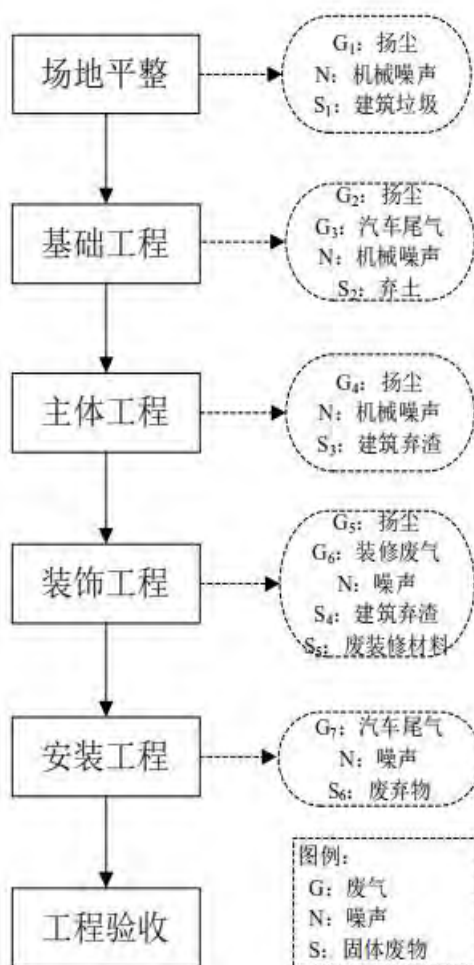 场地平整
G₁：扬尘
N：机械噪声
S₁：建筑垃圾
基础工程
G₂：扬尘
G₃：汽车尾气
N：机械噪声
S₂：弃土
主体工程
G₄：扬尘
N：机械噪声
S₃：建筑弃渣
装饰工程
G₅：扬尘
G₆：装修废气
N：噪声
S₄：建筑弃渣
S₅：废装修材料
安装工程
G₇：汽车尾气
N：噪声
S₆：废弃物
工程验收
图例：
G：废气
N：噪声
S：固体废物